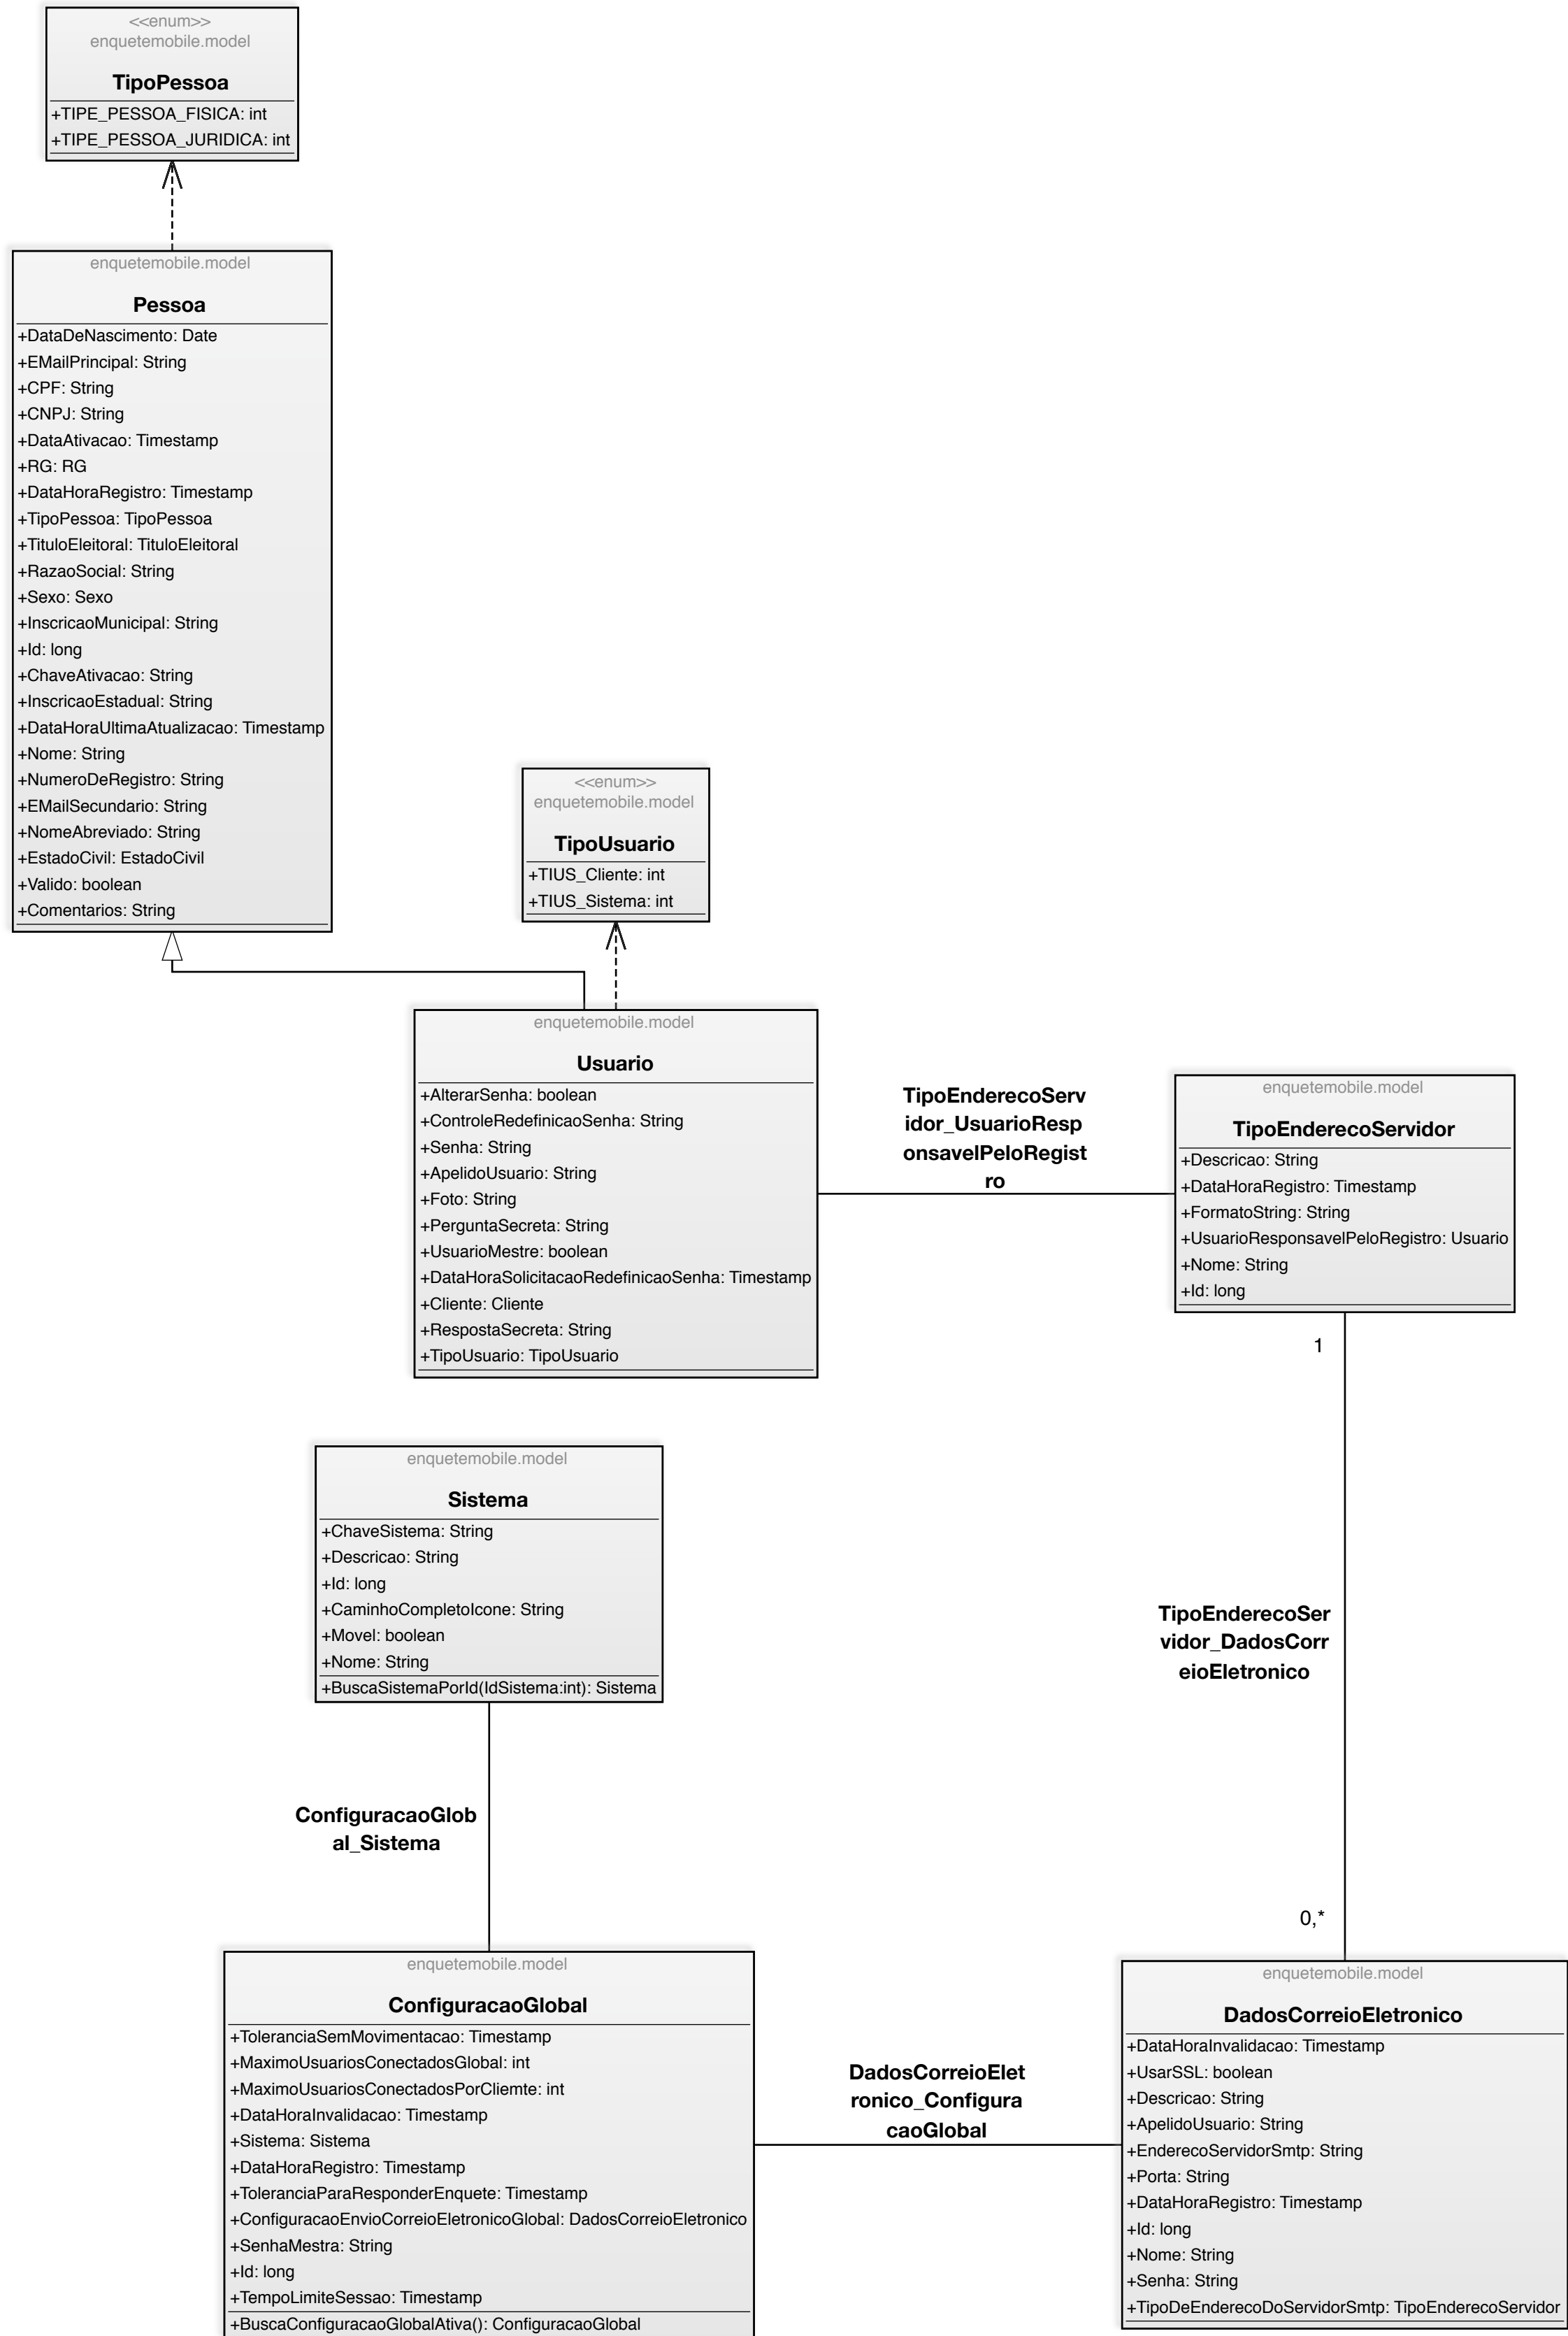 <<enum>>
enquetemobile.model
TipoPessoa
+TIPE_PESSOA_FISICA: int
+TIPE_PESSOA_JURIDICA: int
enquetemobile.model
Pessoa
+DataDeNascimento: Date
+EMailPrincipal: String
+CPF: String
+CNPJ: String
+DataAtivacao: Timestamp
+RG: RG
+DataHoraRegistro: Timestamp
+TipoPessoa: TipoPessoa
+TituloEleitoral: TituloEleitoral
+RazaoSocial: String
+Sexo: Sexo
+InscricaoMunicipal: String
+Id: long
+ChaveAtivacao: String
+InscricaoEstadual: String
+DataHoraUltimaAtualizacao: Timestamp
+Nome: String
+NumeroDeRegistro: String
+EMailSecundario: String
+NomeAbreviado: String
+EstadoCivil: EstadoCivil
+Valido: boolean
+Comentarios: String
<<enum>>
enquetemobile.model
TipoUsuario
+TIUS_Cliente: int
+TIUS_Sistema: int
enquetemobile.model
Usuario
+AlterarSenha: boolean
+ControleRedefinicaoSenha: String
+Senha: String
+ApelidoUsuario: String
+Foto: String
+PerguntaSecreta: String
+UsuarioMestre: boolean
+DataHoraSolicitacaoRedefinicaoSenha: Timestamp
+Cliente: Cliente
+RespostaSecreta: String
+TipoUsuario: TipoUsuario
TipoEnderecoServ
idor_UsuarioResp
onsavelPeloRegist
ro
enquetemobile.model
TipoEnderecoServidor
+Descricao: String
+DataHoraRegistro: Timestamp
+FormatoString: String
+UsuarioResponsavelPeloRegistro: Usuario
+Nome: String
+Id: long
1
TipoEnderecoSer
vidor_DadosCorr
eioEletronico
0,*
enquetemobile.model
Sistema
+ChaveSistema: String
+Descricao: String
+Id: long
+CaminhoCompletoIcone: String
+Movel: boolean
+Nome: String
+BuscaSistemaPorId(IdSistema:int): Sistema
ConfiguracaoGlob
al_Sistema
enquetemobile.model
ConfiguracaoGlobal
+ToleranciaSemMovimentacao: Timestamp
+MaximoUsuariosConectadosGlobal: int
+MaximoUsuariosConectadosPorCliemte: int
+DataHoraInvalidacao: Timestamp
+Sistema: Sistema
+DataHoraRegistro: Timestamp
+ToleranciaParaResponderEnquete: Timestamp
+ConfiguracaoEnvioCorreioEletronicoGlobal: DadosCorreioEletronico
+SenhaMestra: String
+Id: long
+TempoLimiteSessao: Timestamp
+BuscaConfiguracaoGlobalAtiva(): ConfiguracaoGlobal
DadosCorreioElet
ronico_Configura
caoGlobal
enquetemobile.model
DadosCorreioEletronico
+DataHoraInvalidacao: Timestamp
+UsarSSL: boolean
+Descricao: String
+ApelidoUsuario: String
+EnderecoServidorSmtp: String
+Porta: String
+DataHoraRegistro: Timestamp
+Id: long
+Nome: String
+Senha: String
+TipoDeEnderecoDoServidorSmtp: TipoEnderecoServidor